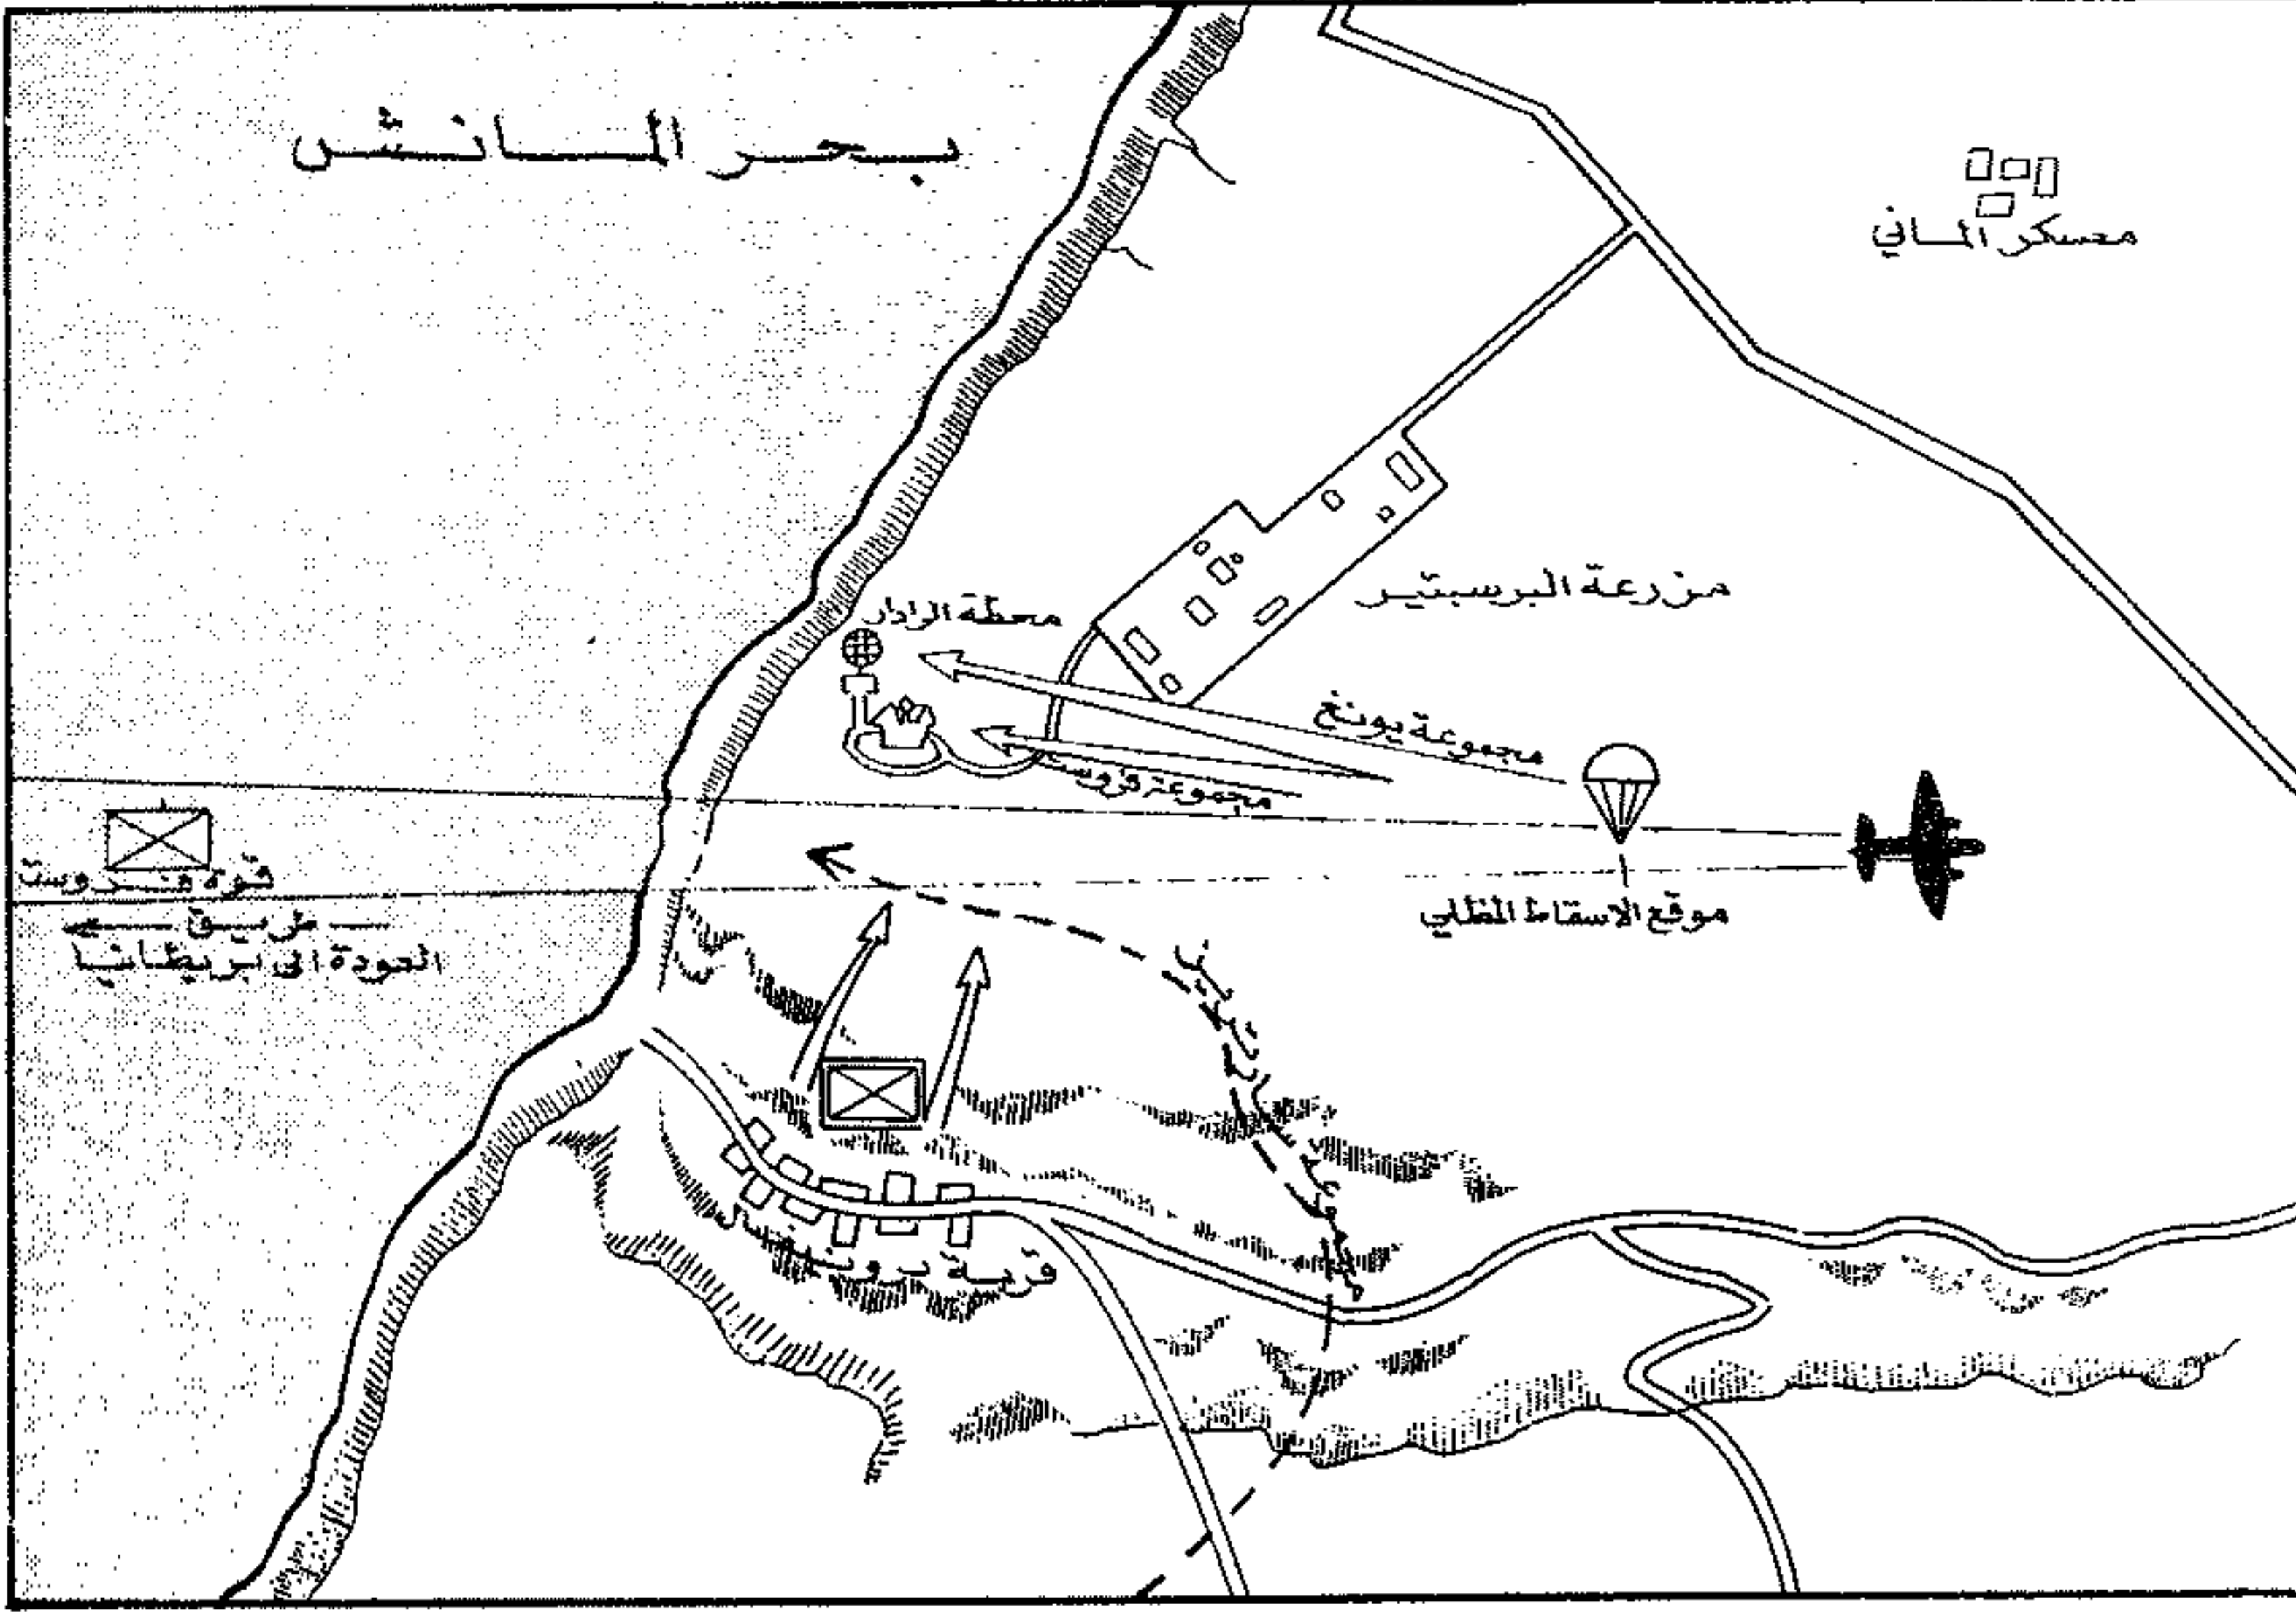 بحر المانش
معسكر الماني
مزرعة البرسبتير
محطة الرادار
مجموعة يونغ
مجموعة فروست
موقع الاسقاط المظلي
قوة فروست
طريق
العودة الى بريطانيا
قرية برونفال